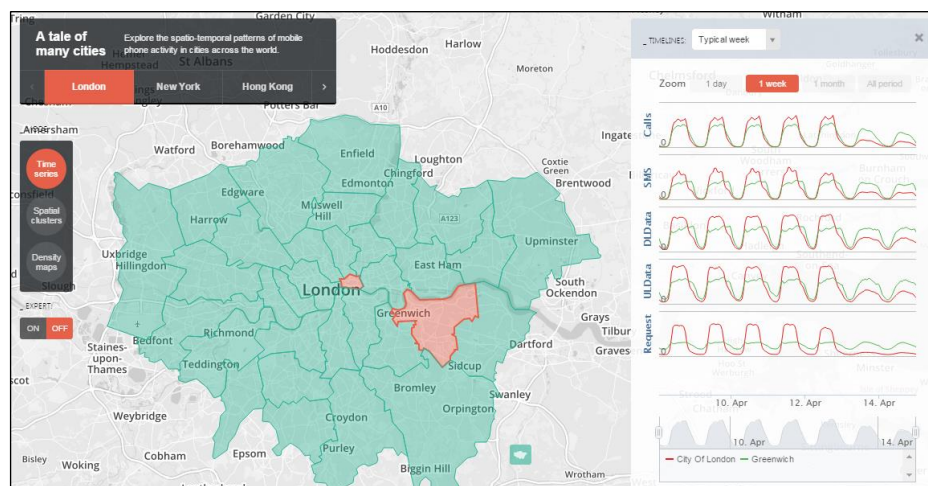 A tale of
many cities
Explore the spatio-temporal patterns of mobile
phone activity in cities across the world.
London
New York
Hong Kong
Time
series
Spatial
clusters
Density
maps
EXPERT
ON OFF
Garden City
Hoddesdon
Harlow
Moreton
St Albans
Potters Bar
A10
Amersham
Watford
Borehamwood
Enfield
Loughton
Chingford
Edmonton
Coxtie
Green
Brentwood
Edgware
Muswell
Hill
Harrow
A123
Upminster
Uxbridge
Hillingdon
East Ham
London
South
Ockendon
Slough
Greenwich
Grays
Richmond
Bedfont
Dartford
Staines-
upon-
Thames
Teddington
Sidcup
Bromley
Swanley
Orpington
Croydon
Weybridge
Purley
Cobham
Epsom
Biggin Hill
Bisley
Woking
Wrotham
Witham
TIMELINES:
Typical week
Zoom
1 day
1 week
1 month
All period
Calls
0
SMS
0
DLData
0
ULData
0
Request
0
10. Apr
12. Apr
14. Apr
10. Apr
14. Apr
City Of London
Greenwich